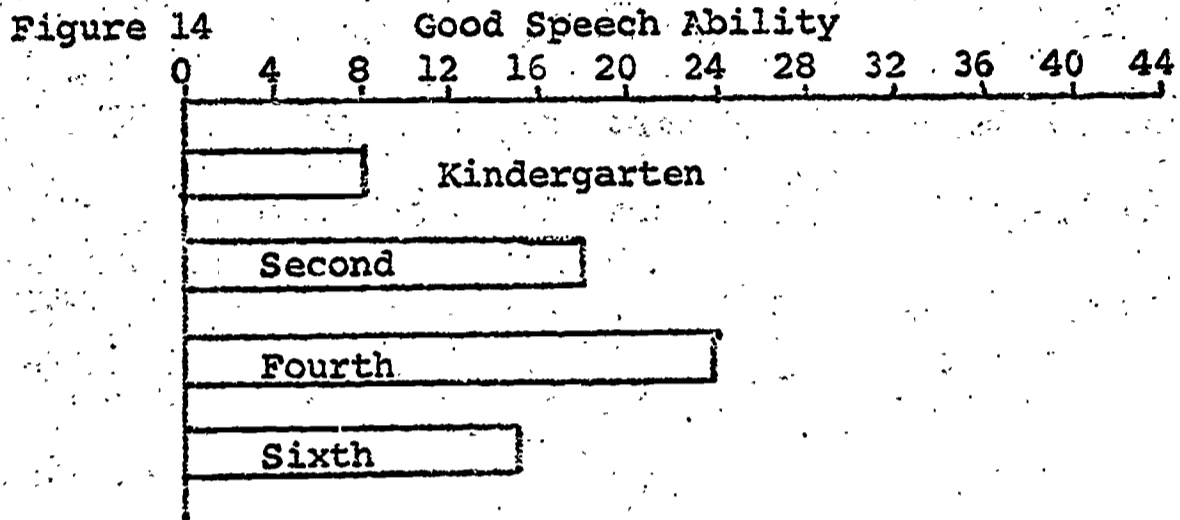 Figure 14 Good Speech Ability
0 4 8 12 16 20 24 28 32 36 40 44
Kindergarten
Second
Fourth
Sixth